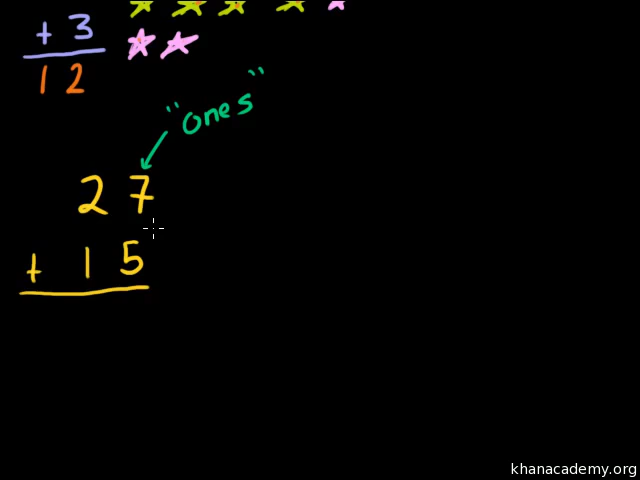 + 3
12
"ones"
27
+ 15
khanacademy.org